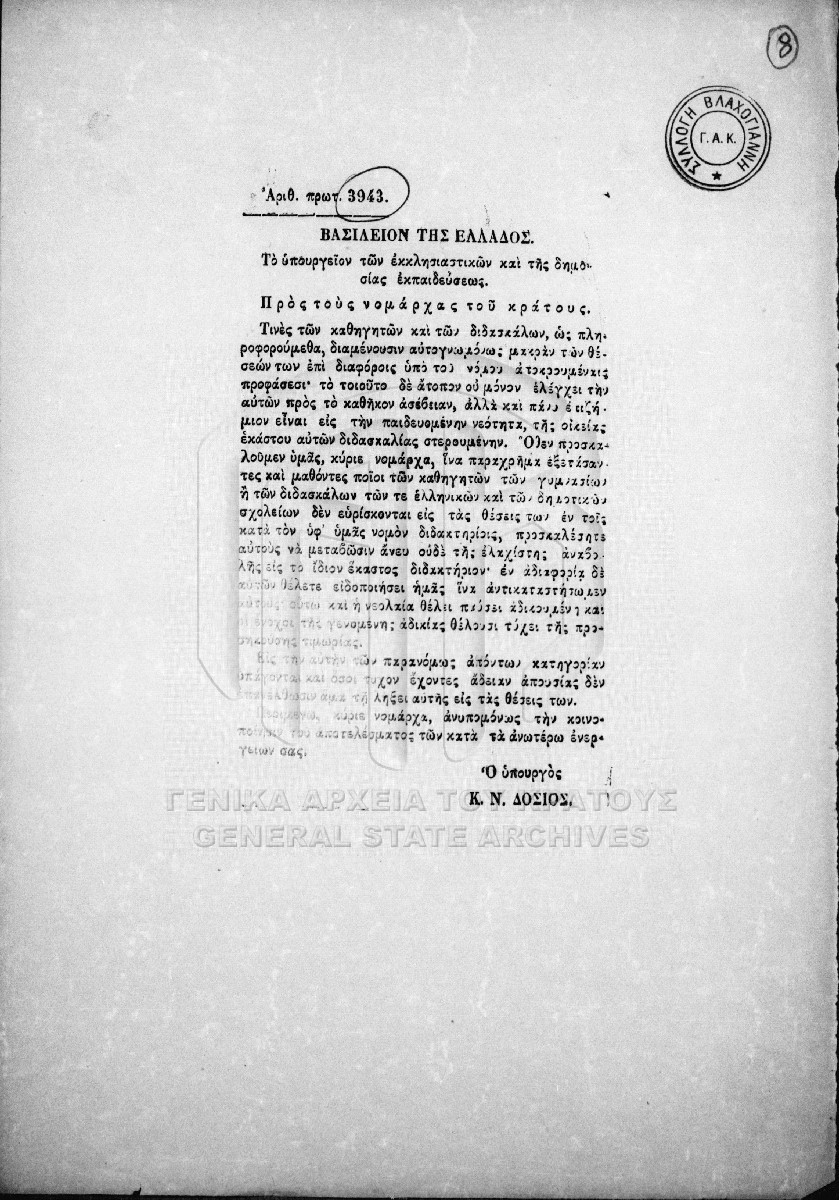 8
ΣΥΛΛΟΓΗ ΒΛΑΧΟΓΙΑΝΝΗ
Γ.Α.Κ.
Ἀριθ. πρωτ. 3943.
ΒΑΣΙΛΕΙΟΝ ΤΗΣ ΕΛΛΑΔΟΣ.
Τὸ ὑπουργεῖον τῶν ἐκκλησιαστικῶν καὶ τῆς δημο-
σίας ἐκπαιδεύσεως.
Πρὸς τοὺς νομάρχας τοῦ κράτους.
Τινὲς τῶν καθηγητῶν καὶ τῶν διδασκάλων, ὡς πλη-
ροφορούμεθα, διαμένουσιν αὐτογνωμόνως μακρὰν τῶν θέ-
σεών των ἐπὶ διαφόροις ὑπὸ τοῦ νόμου ἀποκρουομέναις
προφάσεσι· τὸ τοιοῦτο δὲ ἄτοπον οὐ μόνον ἐλέγχει τὴν
αὐτῶν πρὸς τὸ καθῆκον ἀσέβειαν, ἀλλὰ καὶ πάνυ ἐπιζή-
μιον εἶναι εἰς τὴν παιδευομένην νεότητα, τῆς οἰκείας
ἑκάστου αὐτῶν διδασκαλίας στερουμένην. Ὅθεν προσκα-
λοῦμεν ὑμᾶς, κύριε νομάρχα, ἵνα παραχρῆμα ἐξετάσαν-
τες καὶ μαθόντες ποῖοι τῶν καθηγητῶν τῶν γυμνασίων
ἢ τῶν διδασκάλων τῶν τε ἑλληνικῶν καὶ τῶν δημοτικῶν
σχολείων δὲν εὑρίσκονται εἰς τὰς θέσεις των ἐν τοῖς
κατὰ τὸν ὑφ' ὑμᾶς νομὸν διδακτηρίοις, προσκαλέσητε
αὐτοὺς νὰ μεταβῶσιν ἄνευ οὐδὲ τῆς ἐλαχίστης ἀναβο-
λῆς εἰς τὸ ἴδιον ἕκαστος διδακτήριον· ἐν ἀδιαφορίᾳ δὲ
αὐτῶν θέλετε εἰδοποιήσει ἡμᾶς ἵνα ἀντικαταστήσωμεν
αὐτούς· οὕτω καὶ ἡ νεολαία θέλει παύσει ἀδικουμένη καὶ
οἱ ἔνοχοι τῆς γενομένης ἀδικίας θέλουσι τύχει τῆς προ-
σηκούσης τιμωρίας.
Εἰς τὴν αὐτὴν τῶν παρανόμως ἀπόντων κατηγορίαν
ὑπάγονται καὶ ὅσοι τυχὸν ἔχοντες ἄδειαν ἀπουσίας δὲν
ἐπανέλθωσιν ἅμα τῇ λήξει αὐτῆς εἰς τὰς θέσεις των.
Περιμένω, κύριε νομάρχα, ἀνυπομόνως τὴν κοινο-
ποίησιν τοῦ ἀποτελέσματος τῶν κατὰ τὰ ἀνωτέρω ἐνερ-
γειῶν σας.
Ὁ ὑπουργὸς
Κ. Ν. ΔΟΣΙΟΣ.
ΓΕΝΙΚΑ ΑΡΧΕΙΑ ΤΟΥ ΚΡΑΤΟΥΣ
GENERAL STATE ARCHIVES